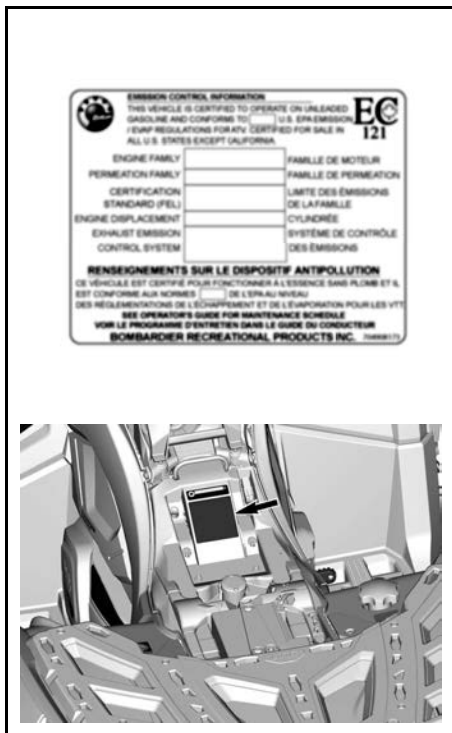 EMISSION CONTROL INFORMATION
THIS VEHICLE IS CERTIFIED TO OPERATE ON UNLEADED
GASOLINE AND CONFORMS TO U.S. EPA EMISSION
/ EVAP REGULATIONS FOR ATV. CERTIFIED FOR SALE IN
ALL U.S. STATES EXCEPT CALIFORNIA.
EC
121
ENGINE FAMILY FAMILLE DE MOTEUR
PERMEATION FAMILY FAMILLE DE PERMÉATION
CERTIFICATION LIMITE DES ÉMISSIONS
STANDARD (FEL) DE LA FAMILLE
ENGINE DISPLACEMENT CYLINDRÉE
EXHAUST EMISSION SYSTÈME DE CONTRÔLE
CONTROL SYSTEM DES ÉMISSIONS
RENSEIGNEMENTS SUR LE DISPOSITIF ANTIPOLLUTION
CE VÉHICULE EST CERTIFIÉ POUR FONCTIONNER À L'ESSENCE SANS PLOMB ET IL
EST CONFORME AUX NORMES DE L'EPA AU NIVEAU
DES RÉGLEMENTATIONS DE L'ÉCHAPPEMENT ET DE L'ÉVAPORATION POUR LES VTT.
SEE OPERATOR'S GUIDE FOR MAINTENANCE SCHEDULE
VOIR LE PROGRAMME D'ENTRETIEN DANS LE GUIDE DU CONDUCTEUR
BOMBARDIER RECREATIONAL PRODUCTS INC.